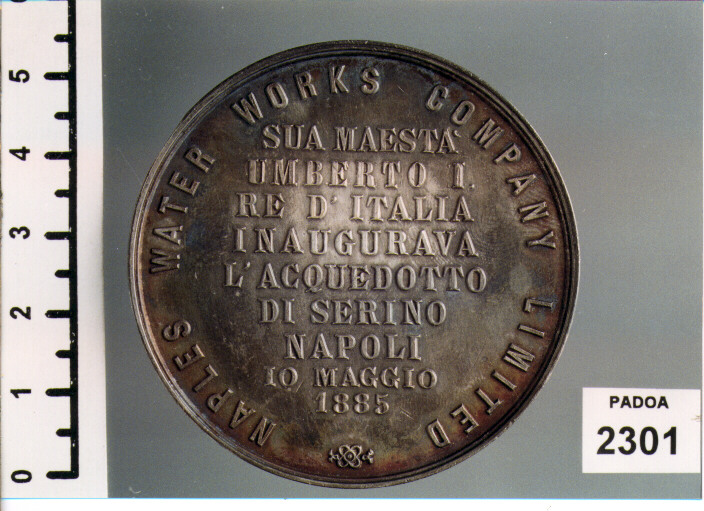 NAPLES WATER WORKS COMPANY LIMITED
SUA MAESTA'
UMBERTO I.
RE D'ITALIA
INAUGURAVA
L'ACQUEDOTTO
DI SERINO
NAPOLI
10 MAGGIO
1885
5
4
3
2
1
0
PADOA
2301